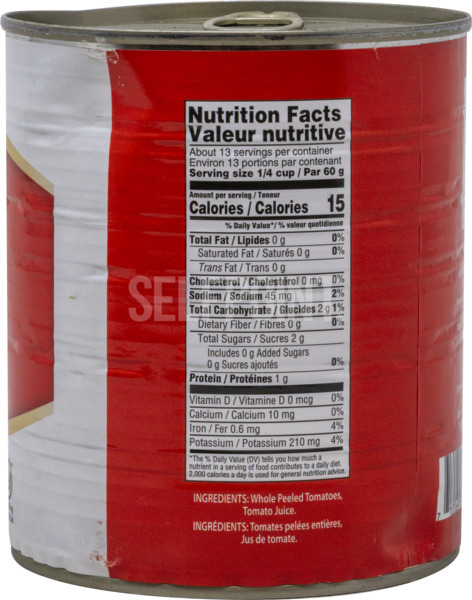 Nutrition Facts
Valeur nutritive
About 13 servings per container
Environ 13 portions par contenant
Serving size 1/4 cup / Par 60 g
Amount per serving / Teneur
Calories / Calories 15
% Daily Value*/ % valeur quotidienne
Total Fat / Lipides 0 g 0%
Saturated Fat / Saturés 0 g 0%
Trans Fat / Trans 0 g
Cholesterol / Cholestérol 0 mg 0%
Sodium / Sodium 45 mg 2%
Total Carbohydrate / Glucides 2 g 1%
Dietary Fiber / Fibres 0 g 0%
Total Sugars / Sucres 2 g
Includes 0 g Added Sugars
0 g Sucres ajoutés 0%
Protein / Protéines 1 g
Vitamin D / Vitamine D 0 mcg 0%
Calcium / Calcium 10 mg 0%
Iron / Fer 0.6 mg 4%
Potassium / Potassium 210 mg 4%
*The % Daily Value (DV) tells you how much a
nutrient in a serving of food contributes to a daily diet.
2,000 calories a day is used for general nutrition advice.
INGREDIENTS: Whole Peeled Tomatoes,
Tomato Juice.
INGRÉDIENTS: Tomates pelées entières,
Jus de tomate.